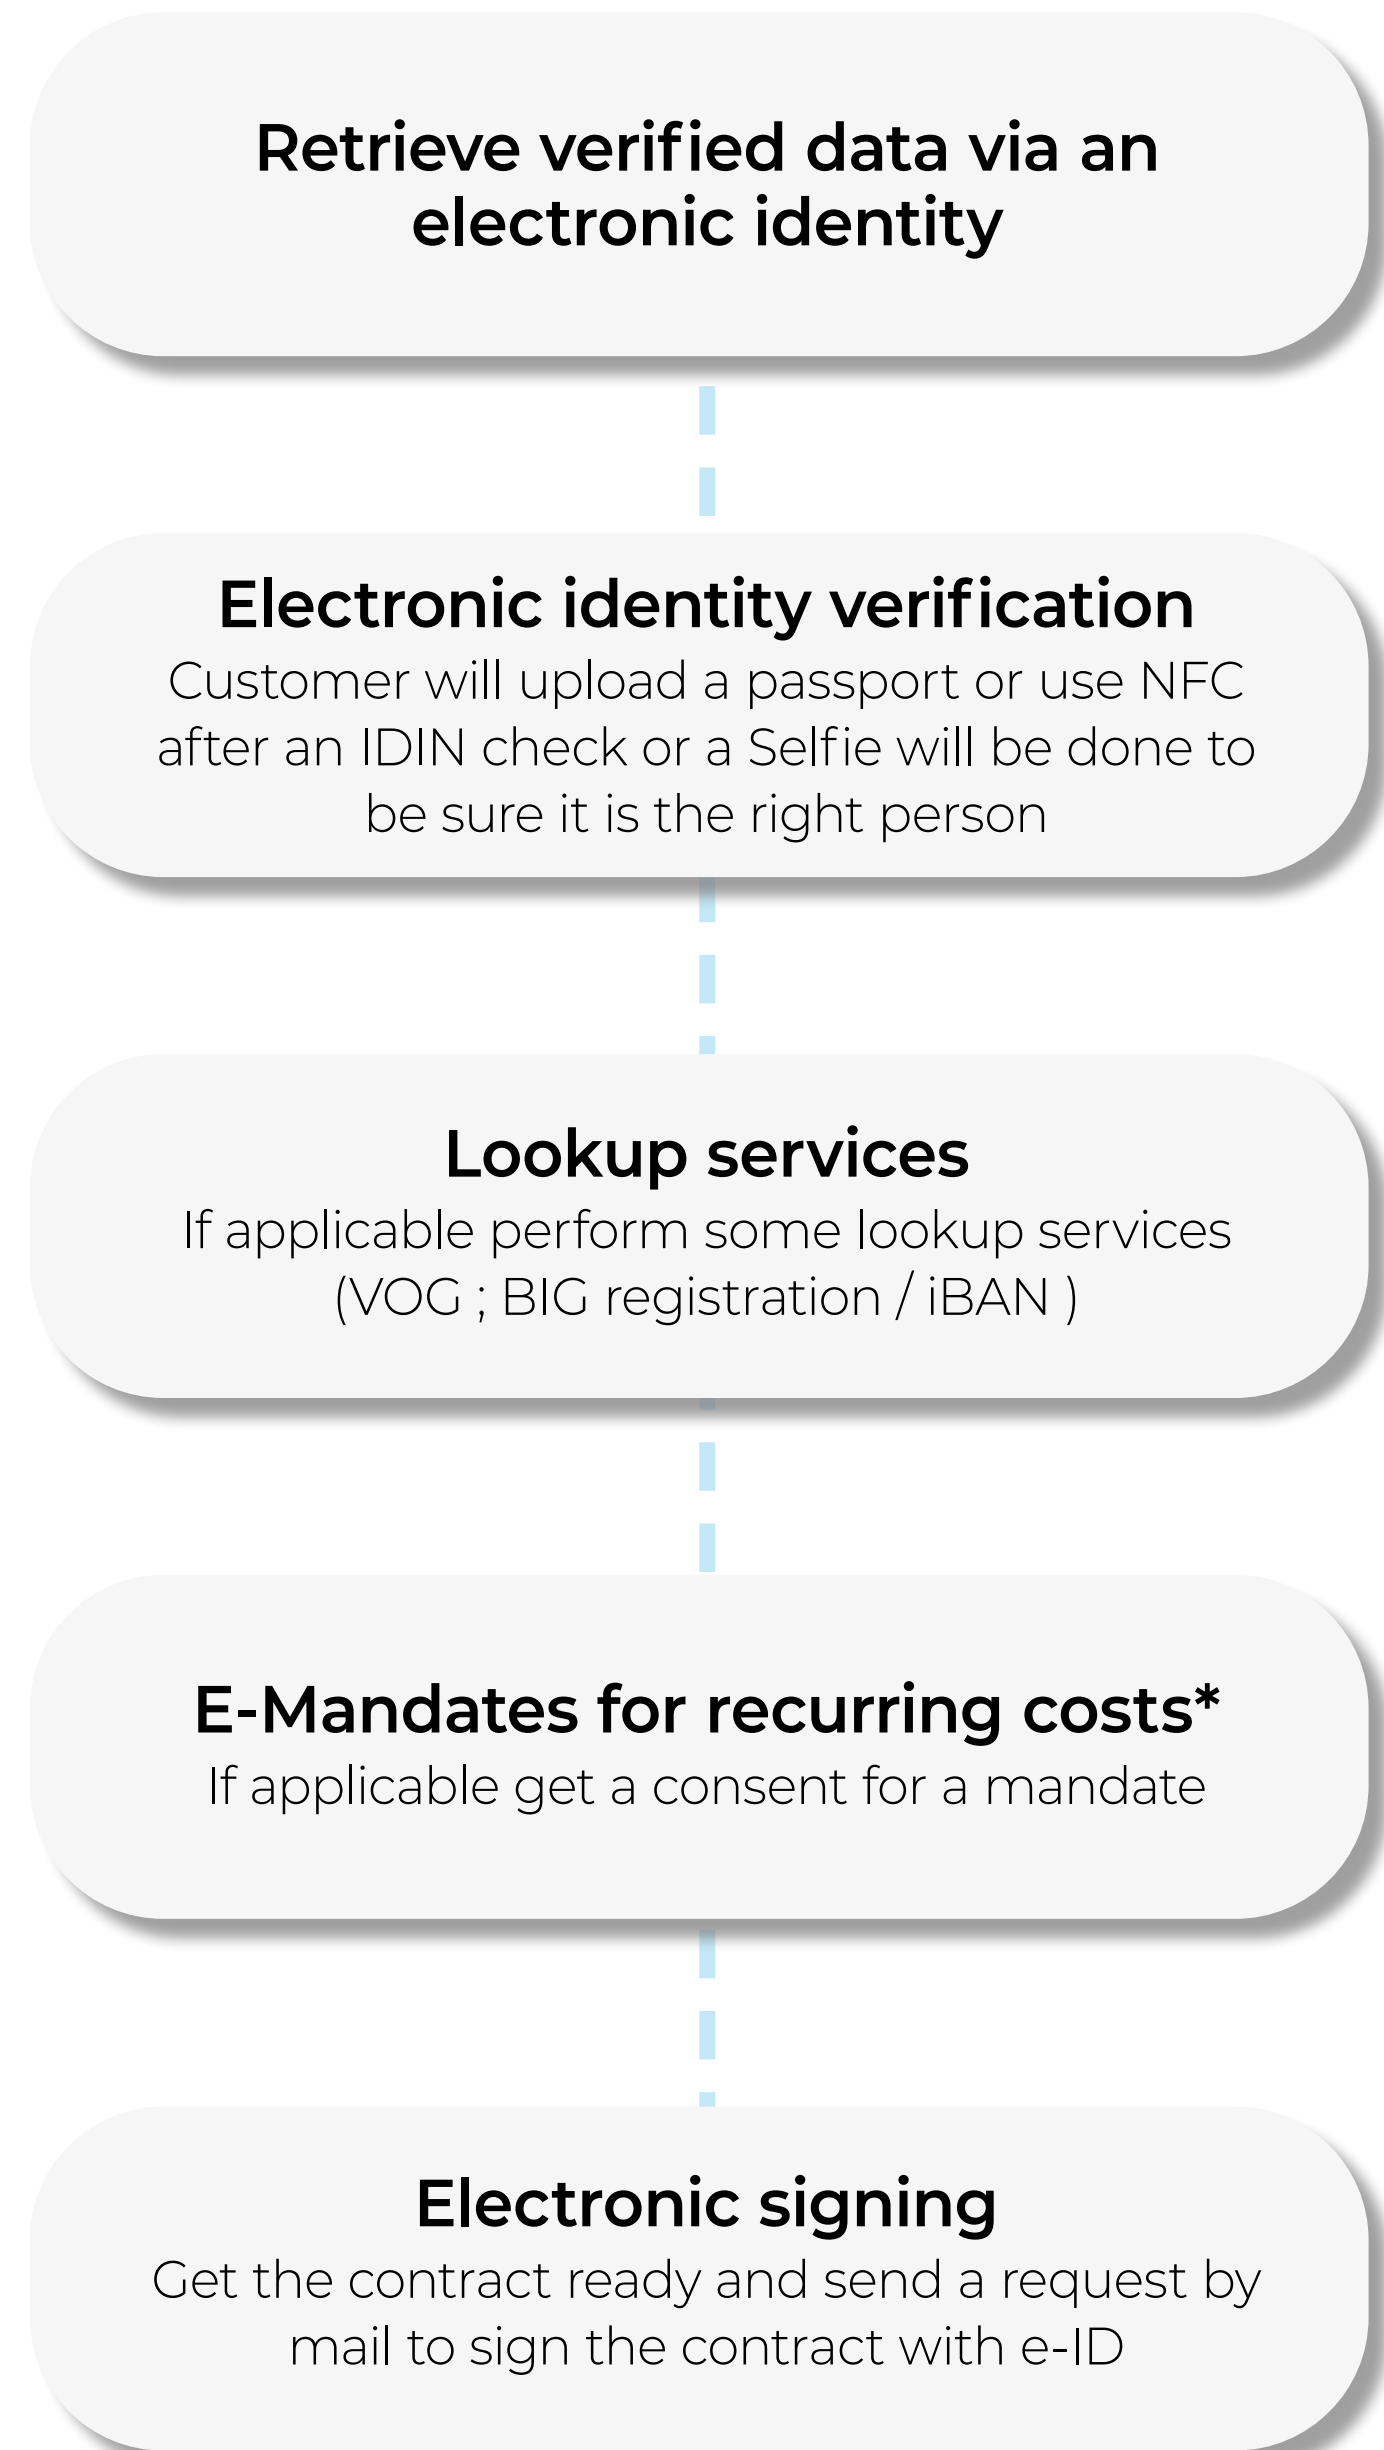 Retrieve verified data via an
electronic identity
Electronic identity verification
Customer will upload a passport or use NFC
after an IDIN check or a Selfie will be done to
be sure it is the right person
Lookup services
If applicable perform some lookup services
(VOG ; BIG registration / iBAN )
E-Mandates for recurring costs*
If applicable get a consent for a mandate
Electronic signing
Get the contract ready and send a request by
mail to sign the contract with e-ID